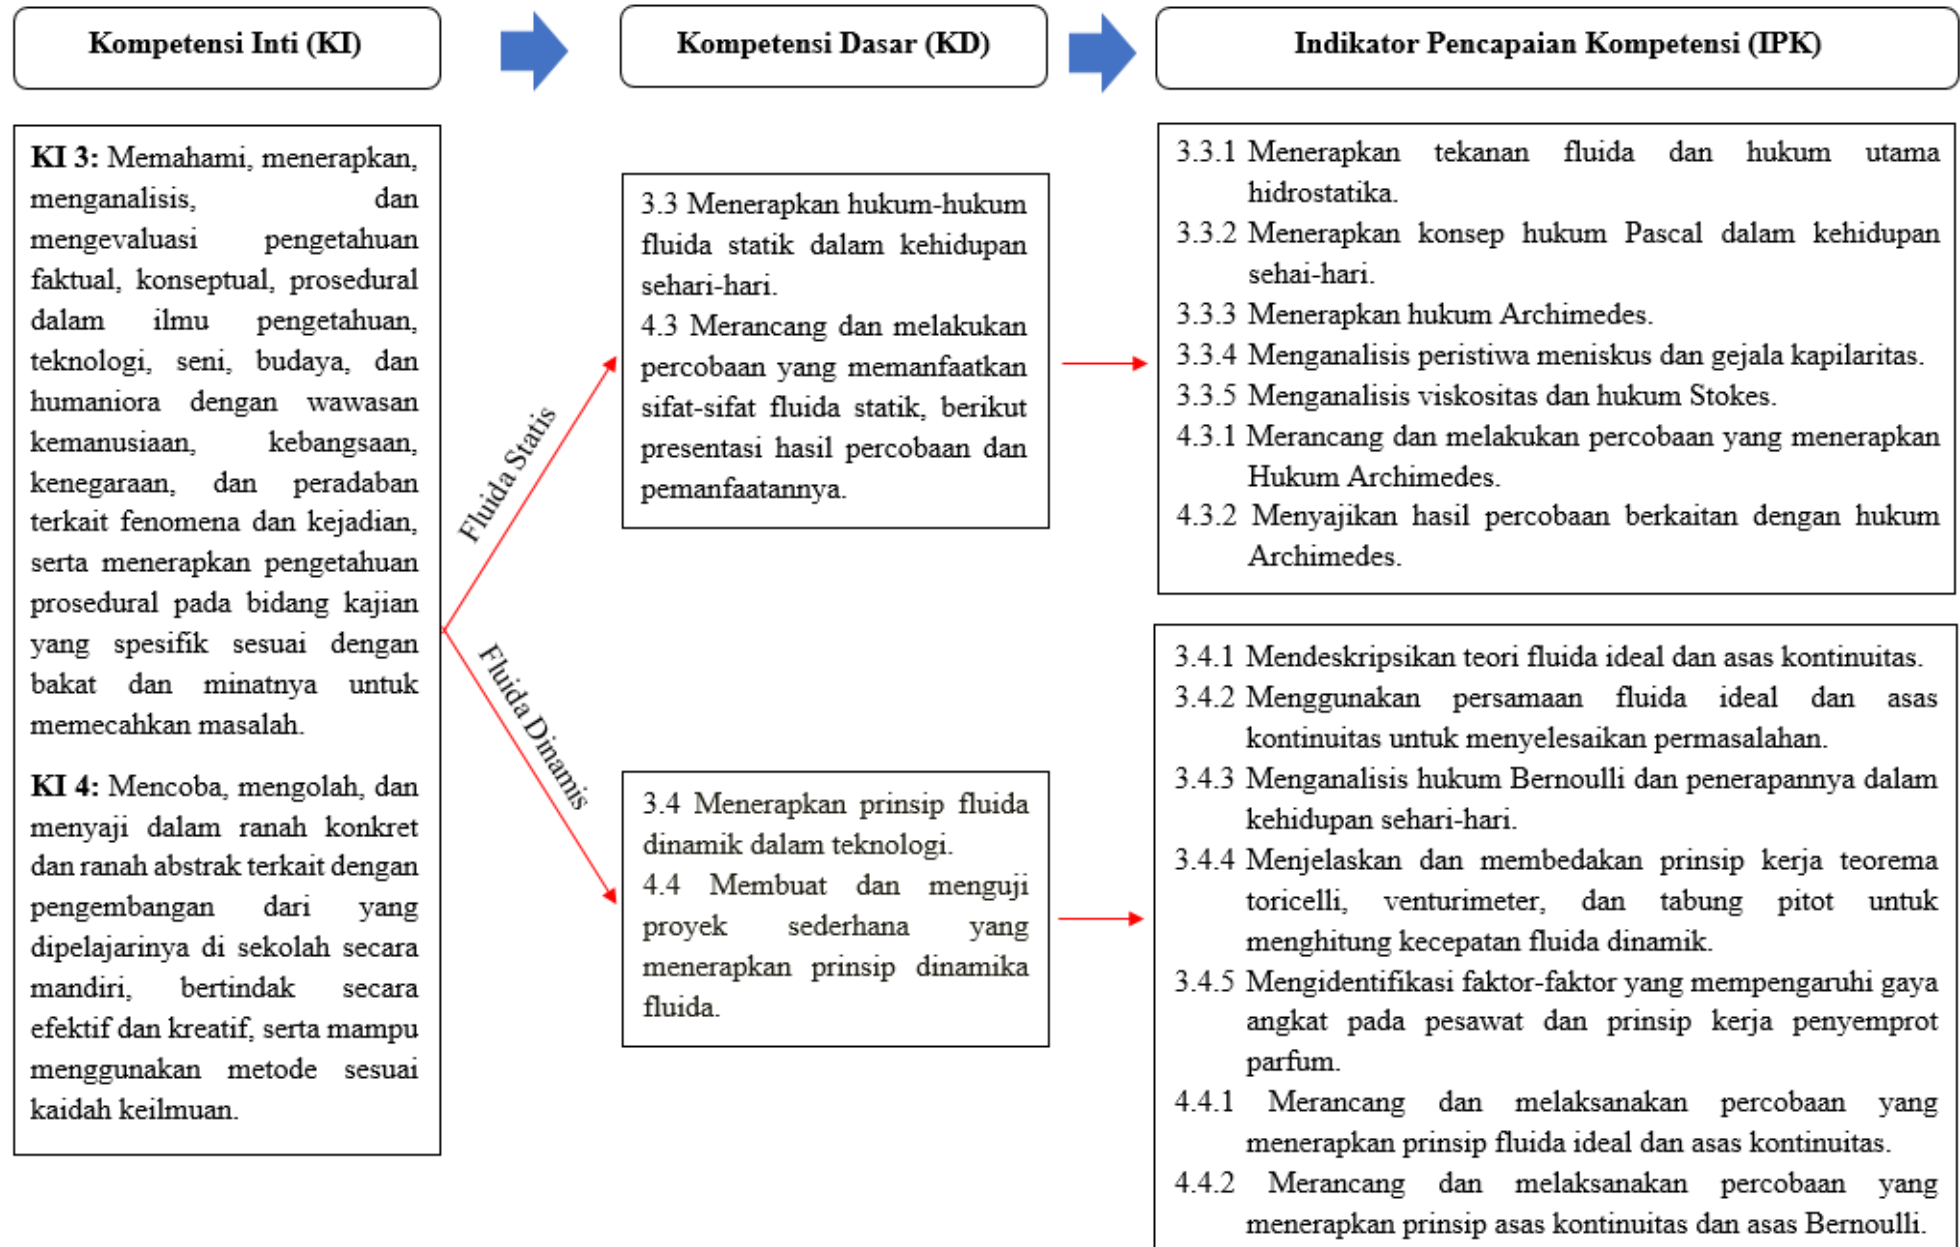 Kompetensi Inti (KI)
Kompetensi Dasar (KD)
Indikator Pencapaian Kompetensi (IPK)
KI 3: Memahami, menerapkan,
menganalisis, dan
mengevaluasi pengetahuan
faktual, konseptual, prosedural
dalam ilmu pengetahuan,
teknologi, seni, budaya, dan
humaniora dengan wawasan
kemanusiaan, kebangsaan,
kenegaraan, dan peradaban
terkait fenomena dan kejadian,
serta menerapkan pengetahuan
prosedural pada bidang kajian
yang spesifik sesuai dengan
bakat dan minatnya untuk
memecahkan masalah.
KI 4: Mencoba, mengolah, dan
menyaji dalam ranah konkret
dan ranah abstrak terkait dengan
pengembangan dari yang
dipelajarinya di sekolah secara
mandiri, bertindak secara
efektif dan kreatif, serta mampu
menggunakan metode sesuai
kaidah keilmuan.
Fluida Statis
Fluida Dinamis
3.3 Menerapkan hukum-hukum
fluida statik dalam kehidupan
sehari-hari.
4.3 Merancang dan melakukan
percobaan yang memanfaatkan
sifat-sifat fluida statik, berikut
presentasi hasil percobaan dan
pemanfaatannya.
3.4 Menerapkan prinsip fluida
dinamik dalam teknologi.
4.4 Membuat dan menguji
proyek sederhana yang
menerapkan prinsip dinamika
fluida.
3.3.1 Menerapkan tekanan fluida dan hukum utama
hidrostatika.
3.3.2 Menerapkan konsep hukum Pascal dalam kehidupan
sehai-hari.
3.3.3 Menerapkan hukum Archimedes.
3.3.4 Menganalisis peristiwa meniskus dan gejala kapilaritas.
3.3.5 Menganalisis viskositas dan hukum Stokes.
4.3.1 Merancang dan melakukan percobaan yang menerapkan
Hukum Archimedes.
4.3.2 Menyajikan hasil percobaan berkaitan dengan hukum
Archimedes.
3.4.1 Mendeskripsikan teori fluida ideal dan asas kontinuitas.
3.4.2 Menggunakan persamaan fluida ideal dan asas
kontinuitas untuk menyelesaikan permasalahan.
3.4.3 Menganalisis hukum Bernoulli dan penerapannya dalam
kehidupan sehari-hari.
3.4.4 Menjelaskan dan membedakan prinsip kerja teorema
toricelli, venturimeter, dan tabung pitot untuk
menghitung kecepatan fluida dinamik.
3.4.5 Mengidentifikasi faktor-faktor yang mempengaruhi gaya
angkat pada pesawat dan prinsip kerja penyemprot
parfum.
4.4.1 Merancang dan melaksanakan percobaan yang
menerapkan prinsip fluida ideal dan asas kontinuitas.
4.4.2 Merancang dan melaksanakan percobaan yang
menerapkan prinsip asas kontinuitas dan asas Bernoulli.